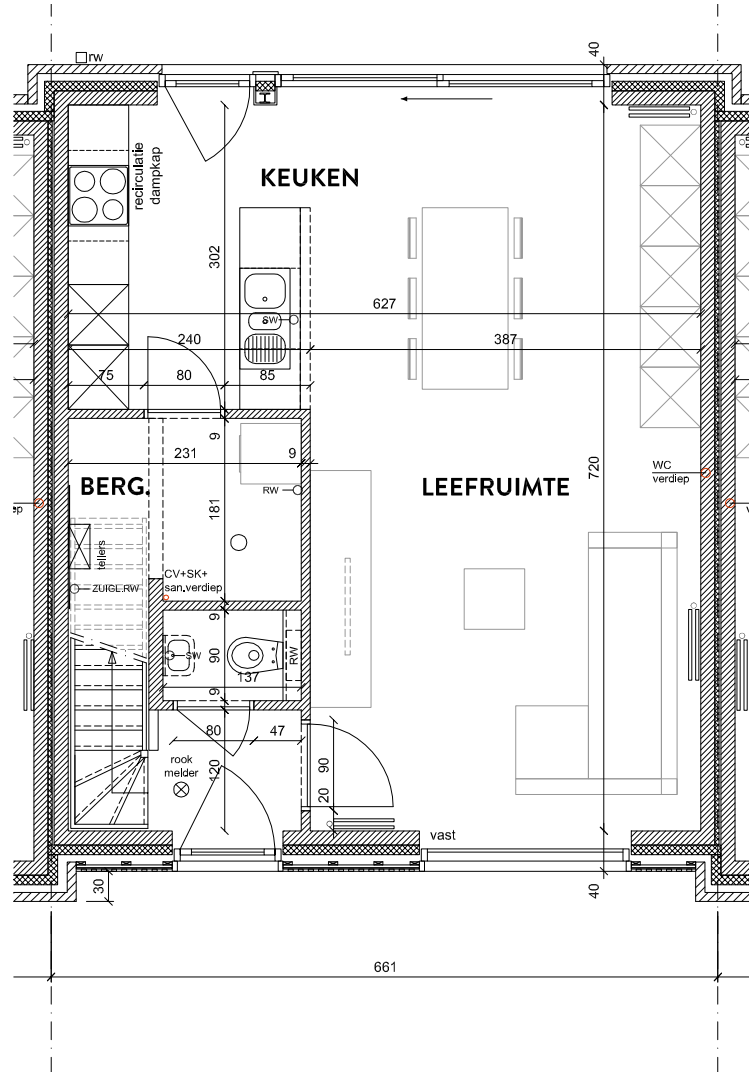 rw
40
recirculatie
dampkap
KEUKEN
302
SW
627
240
387
75
80
85
9
231
9
BERG.
LEEFRUIMTE
720
WC
verdiep
RW
181
tellers
CV+SK+
san.verdiep
ZUIGL.RW
ep
v
9
90
SW
RW
137
9
80
47
rook
melder
120
90
20
vast
30
40
661